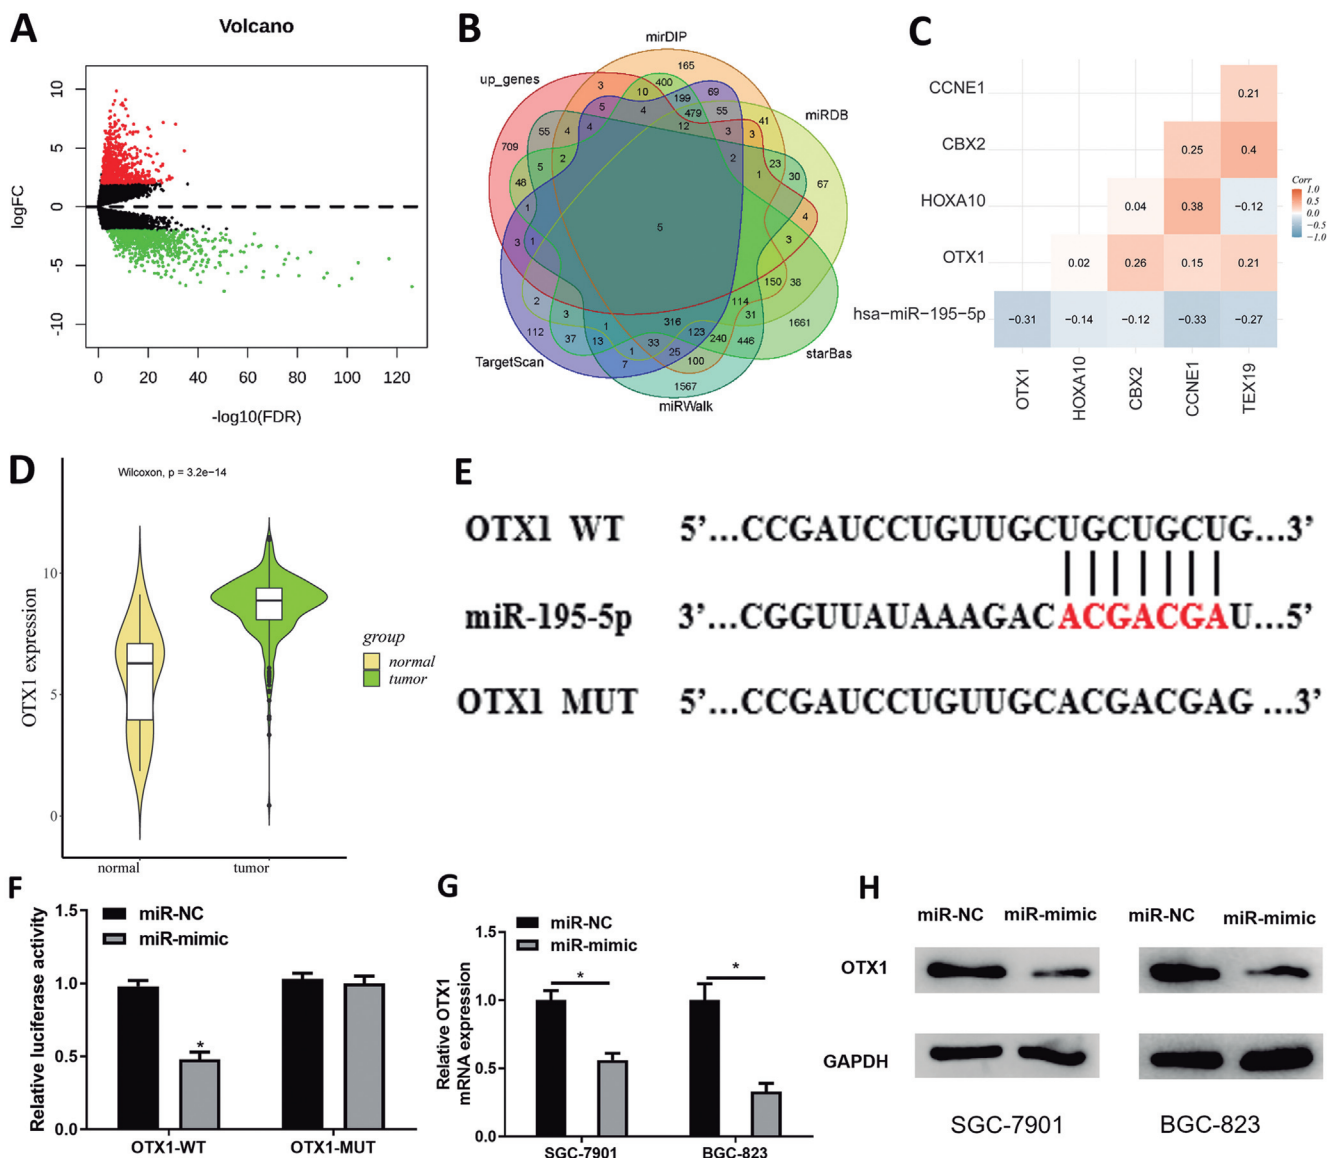 A
Volcano
logFC
10
5
0
-5
-10
0 20 40 60 80 100 120
-log10(FDR)
B
mirDIP
up_genes
miRDB
starBas
miRWalk
TargetScan
165
3 400 69
10 199
5 4 479 55 41
55 4 4 12 3 3
709 2 2 23
5 1 30
48 67
1 4
5
3 1 3
150 38
2 114
3 31
112 1 316 123 1661
37 13 33 240 446
1 25
7 100
1567
C
CCNE1 0.21
CBX2 0.25 0.4
HOXA10 0.04 0.38 −0.12
OTX1 0.02 0.26 0.15 0.21
hsa−miR−195−5p −0.31 −0.14 −0.12 −0.33 −0.27
OTX1 HOXA10 CBX2 CCNE1 TEX19
Corr
1.0
0.5
0.0
−0.5
−1.0
D
Wilcoxon, p = 3.2e−14
OTX1 expression
10
5
0
normal tumor
group
normal
tumor
E
OTX1 WT 5’...CCGAUCCUGUUGCUGCUGCUG...3’
miR-195-5p 3’...CGGUUAUAAAGACACGACGAU...5’
OTX1 MUT 5’...CCGAUCCUGUUGCACGACGAG ...3’
F
miR-NC
miR-mimic
Relative luciferase activity
1.5
1.0
0.5
0.0
*
OTX1-WT OTX1-MUT
G
miR-NC
miR-mimic
Relative OTX1
mRNA expression
1.5
1.0
0.5
0.0
* *
SGC-7901 BGC-823
H
miR-NC miR-mimic miR-NC miR-mimic
OTX1
GAPDH
SGC-7901 BGC-823